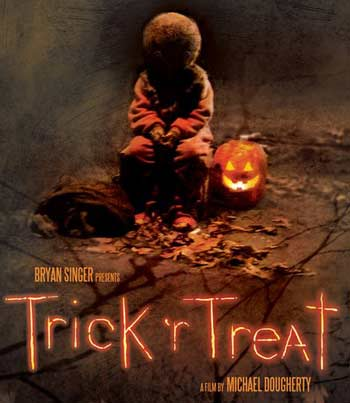 BRYAN SINGER PRESENTS
Trick 'r Treat
A FILM BY MICHAEL DOUGHERTY